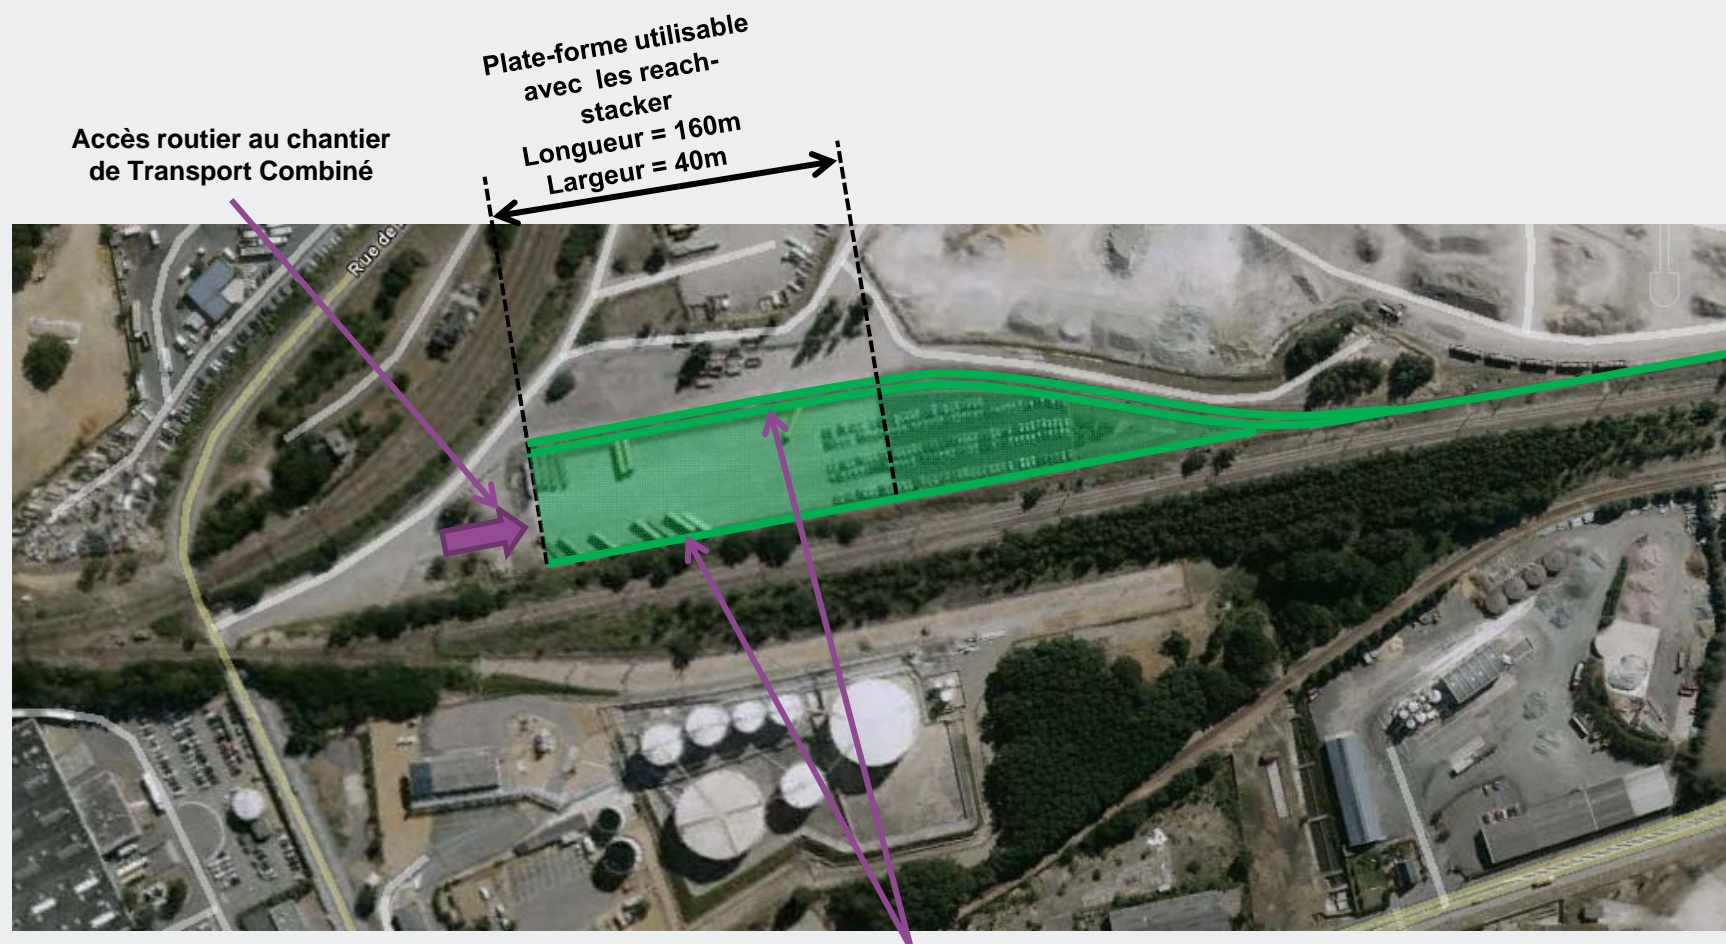 Plate-forme utilisable
avec les reach-
stacker
Longueur = 160m
Largeur = 40m
Accès routier au chantier
de Transport Combiné
Rue de